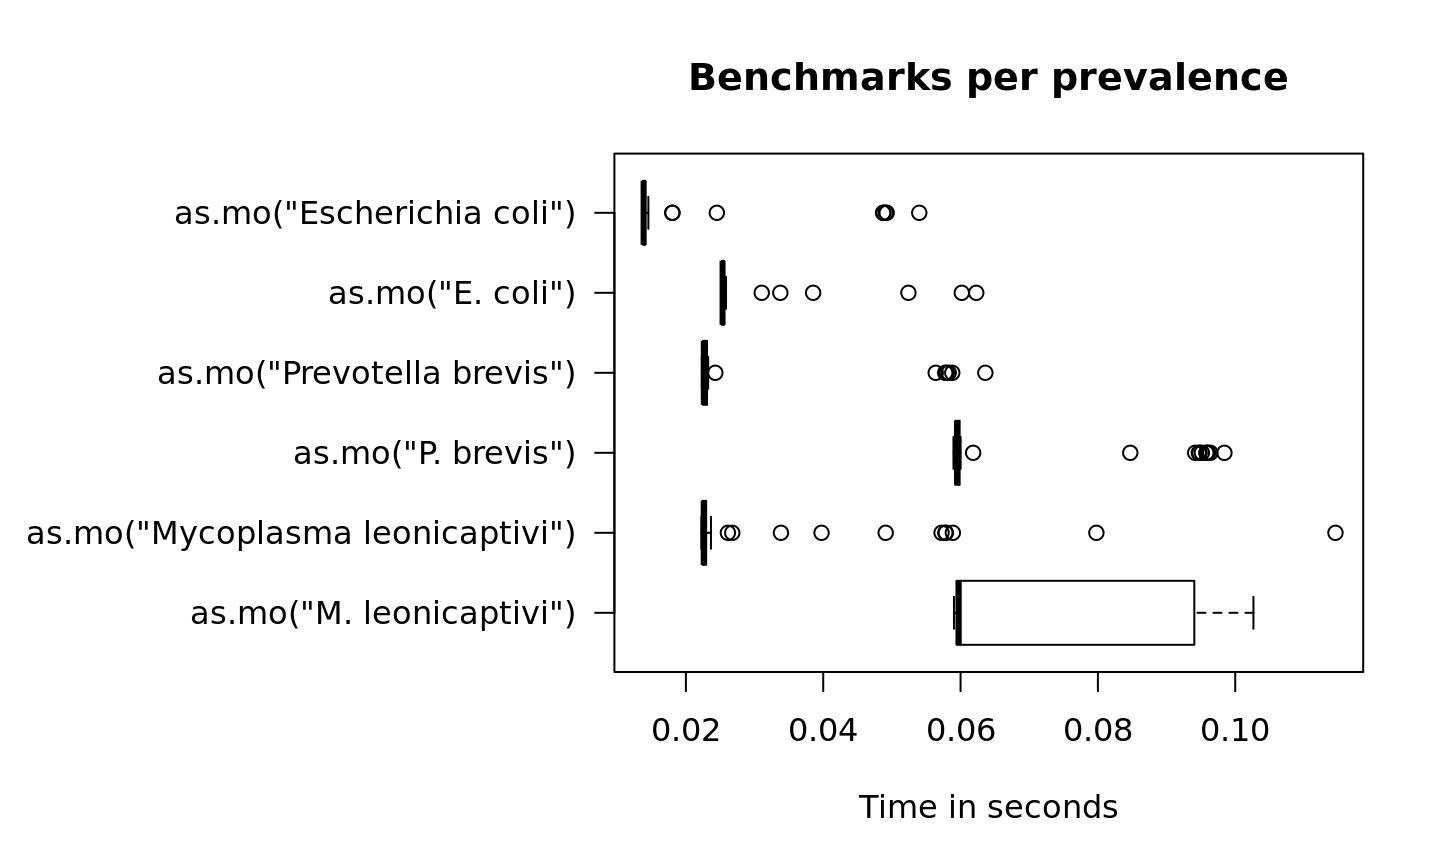 Benchmarks per prevalence
as.mo("Escherichia coli")
as.mo("E. coli")
as.mo("Prevotella brevis")
as.mo("P. brevis")
as.mo("Mycoplasma leonicaptivi")
as.mo("M. leonicaptivi")
0.02 0.04 0.06 0.08 0.10
Time in seconds